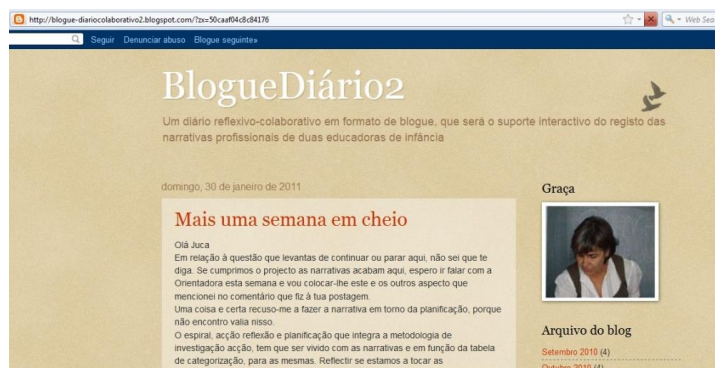 http://blogue-diariocolaborativo2.blogspot.com/?zx=50caaf04c8c84176
Web Sea
Seguir Denunciar abuso Blogue seguinte»
BlogueDiário2
Um diário reflexivo-colaborativo em formato de blogue, que será o suporte interactivo do registo das
narrativas profissionais de duas educadoras de infância
domingo, 30 de janeiro de 2011
Mais uma semana em cheio
Olá Juca
Em relação à questão que levantas de continuar ou parar aqui, não sei que te
diga. Se cumprimos o projecto as narrativas acabam aqui, espero ir falar com a
Orientadora esta semana e vou colocar-lhe este e os outros aspecto que
mencionei no comentário que fiz à tua postagem.
Uma coisa e certa recuso-me a fazer a narrativa em torno da planificação, porque
não encontro valia nisso.
O espiral, acção reflexão e planificação que integra a metodologia de
investigação acção, tem que ser vivido com as narrativas e em função da tabela
de categorização, para as mesmas. Reflectir se estamos a tocar as
Graça
Arquivo do blog
Setembro 2010 (4)
Outubro 2010 (4)